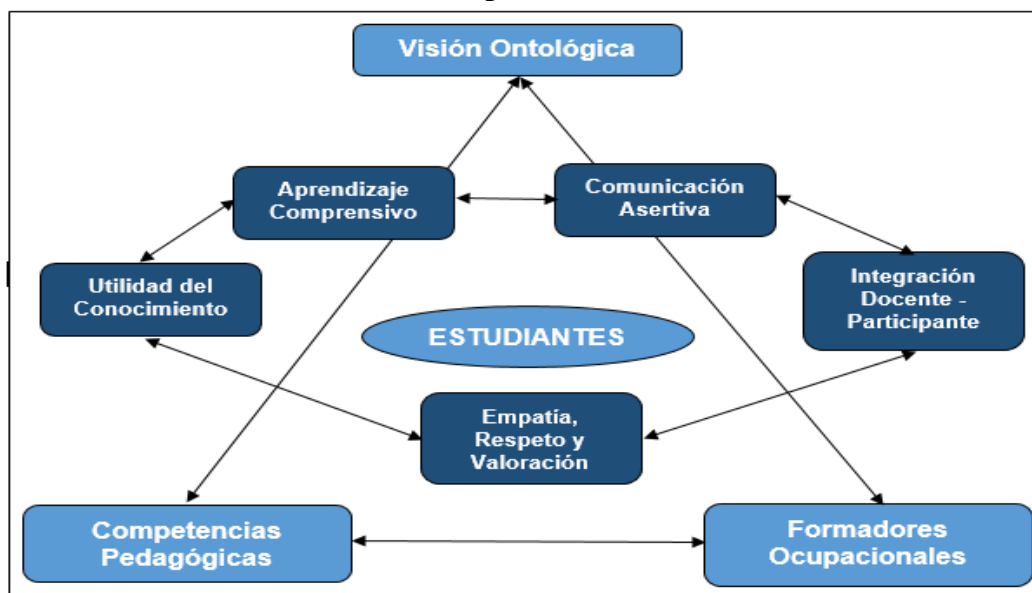 Visión Ontológica
Aprendizaje
Comprensivo
Comunicación
Asertiva
Utilidad del
Conocimiento
Integración
Docente -
Participante
ESTUDIANTES
Empatía,
Respeto y
Valoración
Competencias
Pedagógicas
Formadores
Ocupacionales